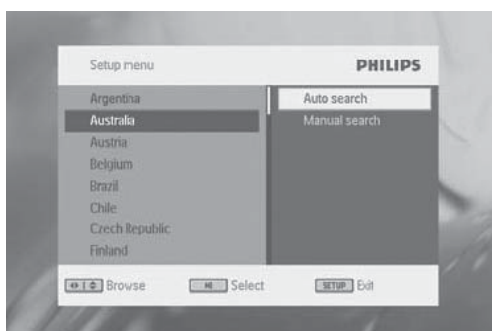 Setup menu
PHILIPS
Argentina
Australia
Austria
Belgium
Brazil
Chile
Czech Republic
Finland
Auto search
Manual search
Browse
Select
SETUP Exit